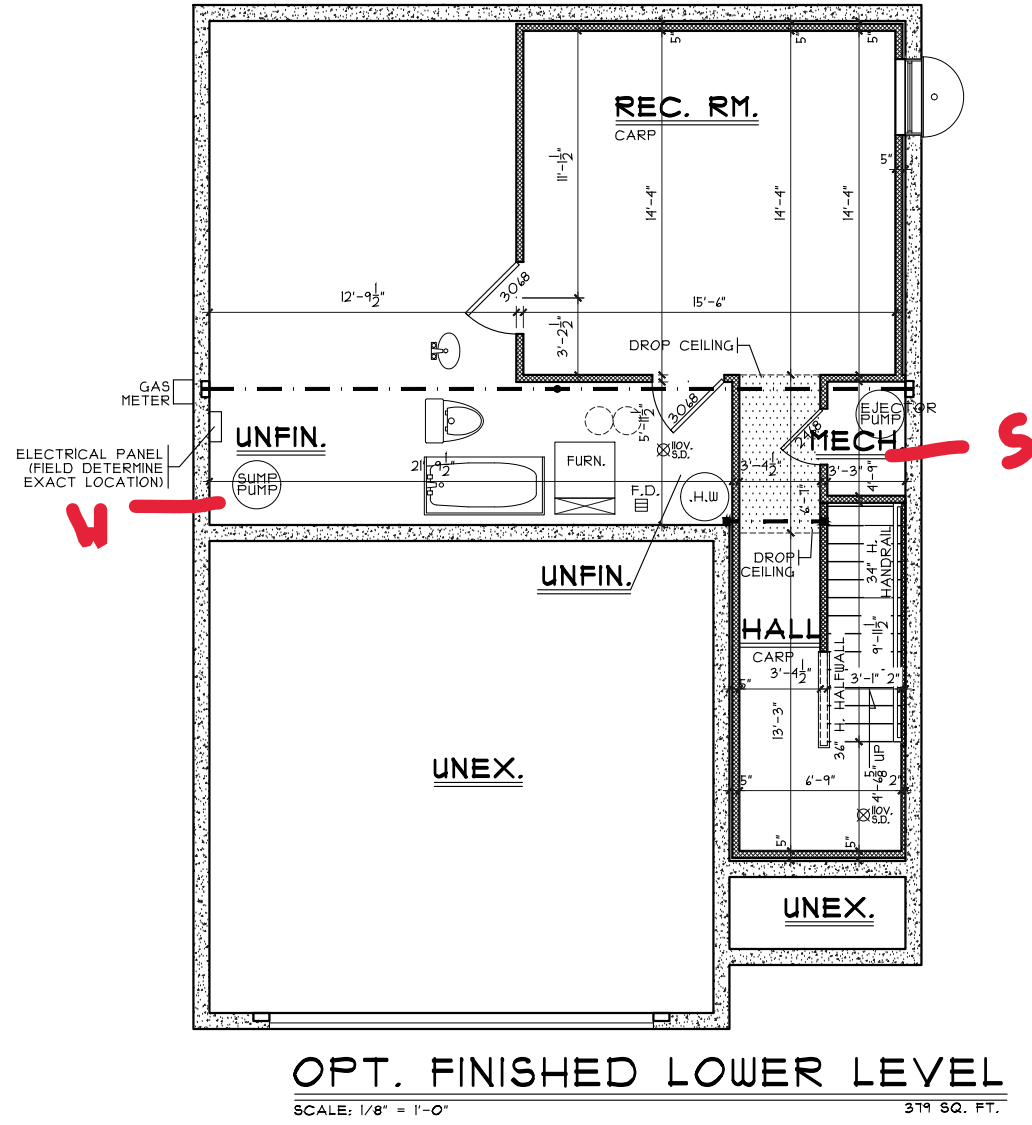 5"
5"
5"
REC. RM.
CARP
11'-1 1/2"
14'-4"
14'-4"
14'-4"
5"
3068
12'-9 1/2"
15'-6"
3'-2 1/2"
DROP CEILING
GAS
METER
3068
EJECTOR
PUMP
5'-11 1/2"
2468
UNFIN.
MECH
S
ELECTRICAL PANEL
(FIELD DETERMINE
EXACT LOCATION)
110V.
S.D.
21'-9 1/2"
FURN.
3'-4 1/2"
3'-3"
4'-9"
SUMP
PUMP
F.D.
H.W.
6'-1"
W
DROP
CEILING
34" H.
HANDRAIL
UNFIN.
HALL
CARP
9'-11 1/2"
3'-4 1/2"
3'-1"
2"
5"
36" H. HALFWALL
13'-3"
UP
UNEX.
5"
6'-9"
2"
110V.
S.D.
5"
5"
UNEX.
OPT. FINISHED LOWER LEVEL
SCALE: 1/8" = 1'-0"
379 SQ. FT.